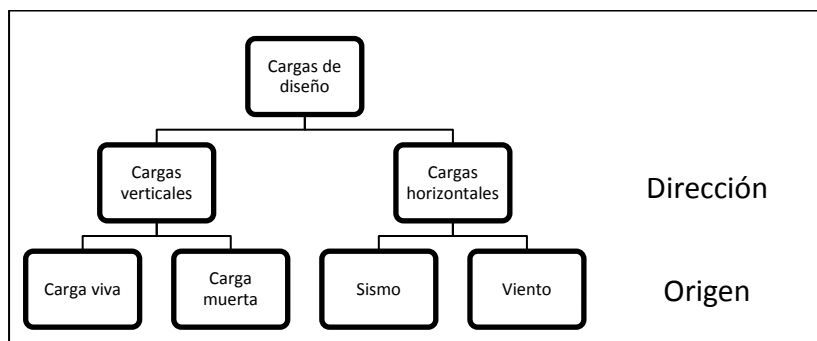 Cargas de
diseño
Cargas
verticales
Cargas
horizontales
Dirección
Carga viva
Carga
muerta
Sismo
Viento
Origen